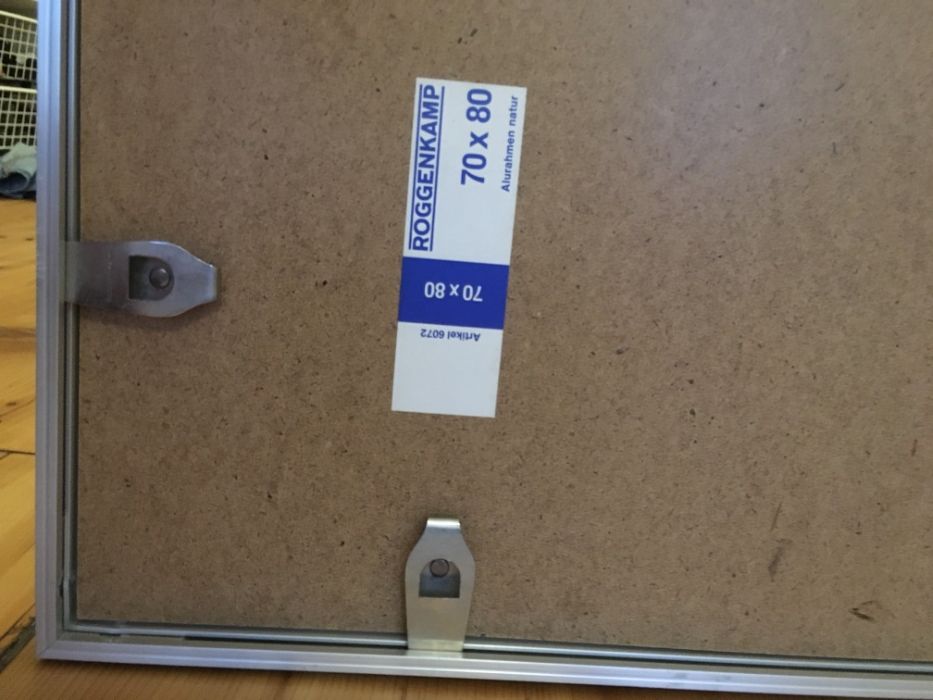 ROGGENKAMP
70 x 80
Alurahmen natur
70 x 80
Artikel 6072